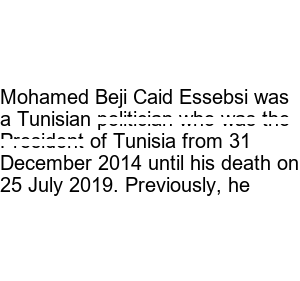 Mohamed Beji Caid Essebsi was
a Tunisian politician who was the
President of Tunisia from 31
December 2014 until his death on
25 July 2019. Previously, he